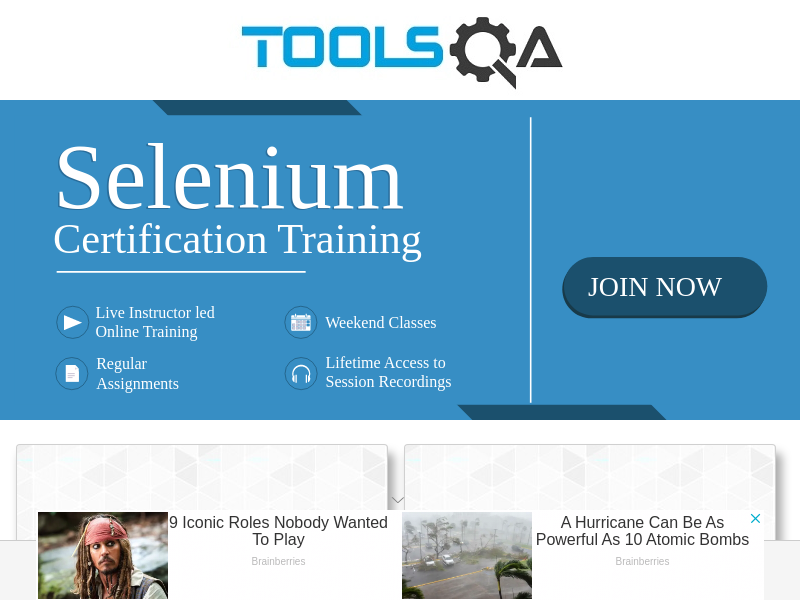 TOOLSQA
Selenium
Certification Training
JOIN NOW
Live Instructor led
Online Training
Weekend Classes
Regular
Assignments
Lifetime Access to
Session Recordings
9 Iconic Roles Nobody Wanted
To Play
Brainberries
A Hurricane Can Be As
Powerful As 10 Atomic Bombs
Brainberries